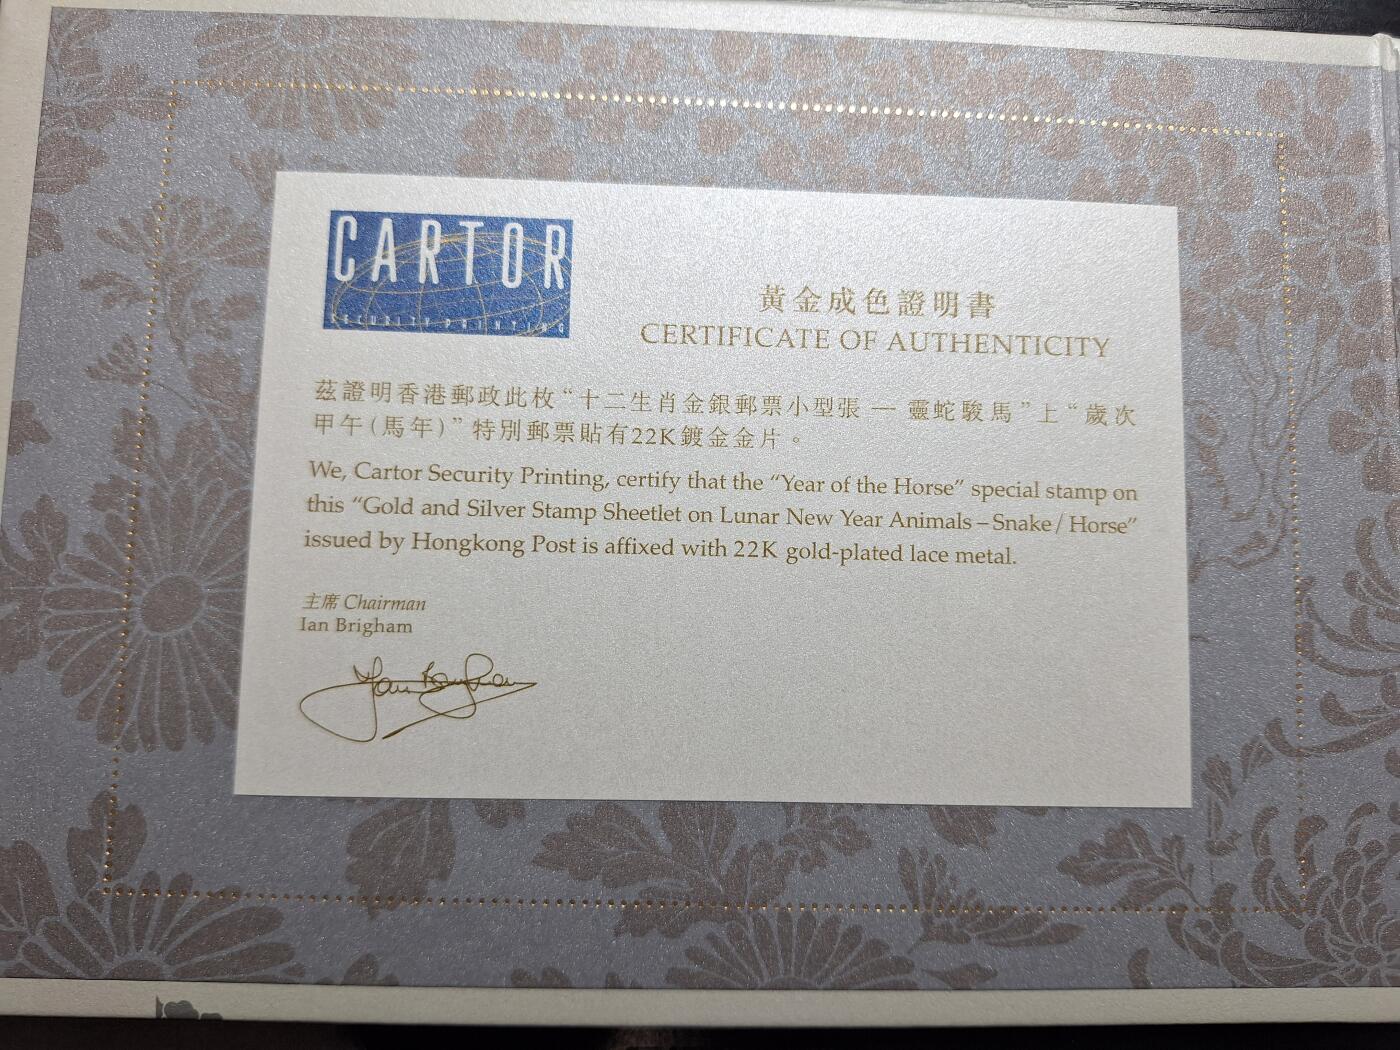 CARTOR
SECURITY PRINTING
黃金成色證明書
CERTIFICATE OF AUTHENTICITY
茲證明香港郵政此枚“十二生肖金銀郵票小型張 — 靈蛇駿馬”上“歲次
甲午(馬年)”特別郵票貼有22K鍍金金片。
We, Cartor Security Printing, certify that the “Year of the Horse” special stamp on
this “Gold and Silver Stamp Sheetlet on Lunar New Year Animals – Snake / Horse”
issued by Hongkong Post is affixed with 22K gold-plated lace metal.
主席 Chairman
Ian Brigham
Ian Brigham